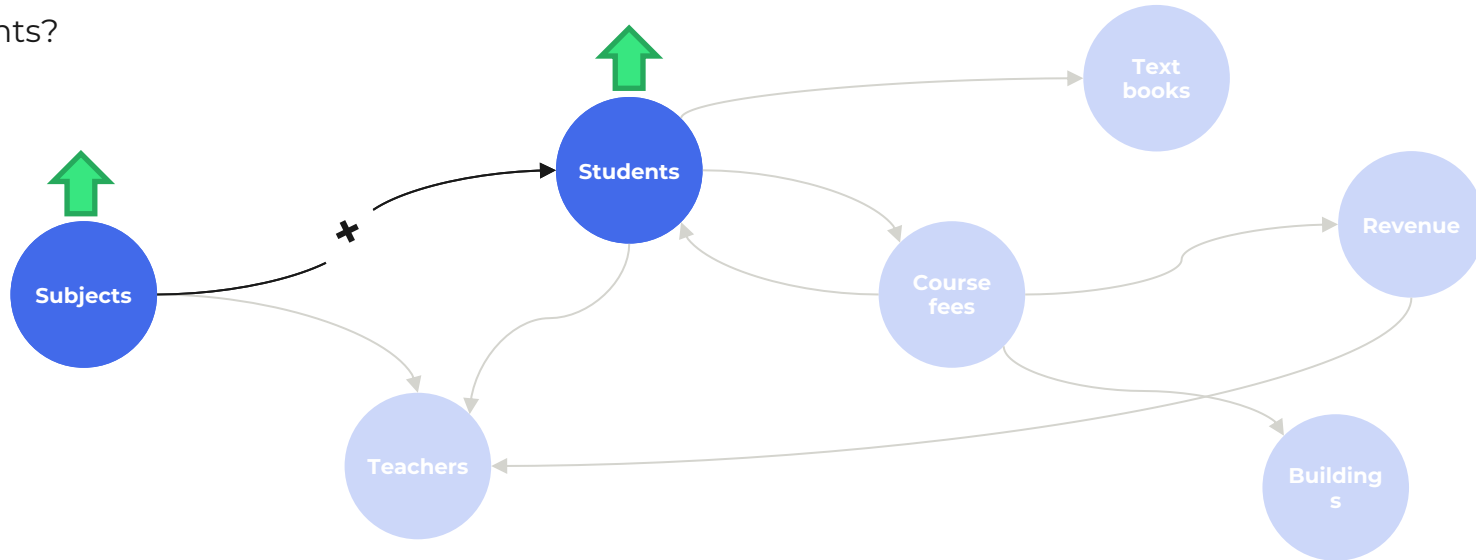 nts?
Text
books
Students
Revenue
Subjects
Course
fees
Teachers
Building
s